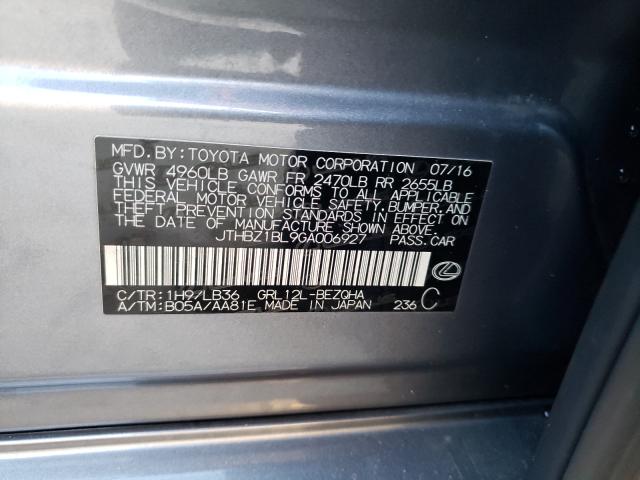 MFD. BY: TOYOTA MOTOR CORPORATION 07/16
GVWR 4960LB GAWR FR 2470LB RR 2655LB
THIS VEHICLE CONFORMS TO ALL APPLICABLE
FEDERAL MOTOR VEHICLE SAFETY, BUMPER, AND
THEFT PREVENTION STANDARDS IN EFFECT ON
THE DATE OF MANUFACTURE SHOWN ABOVE.
JTHBZ1BL9GA006927 PASS.CAR
C/TR: 1H9/LB36 GRL12L-BEZQHA
A/TM: B05A/AA81E MADE IN JAPAN 236 C